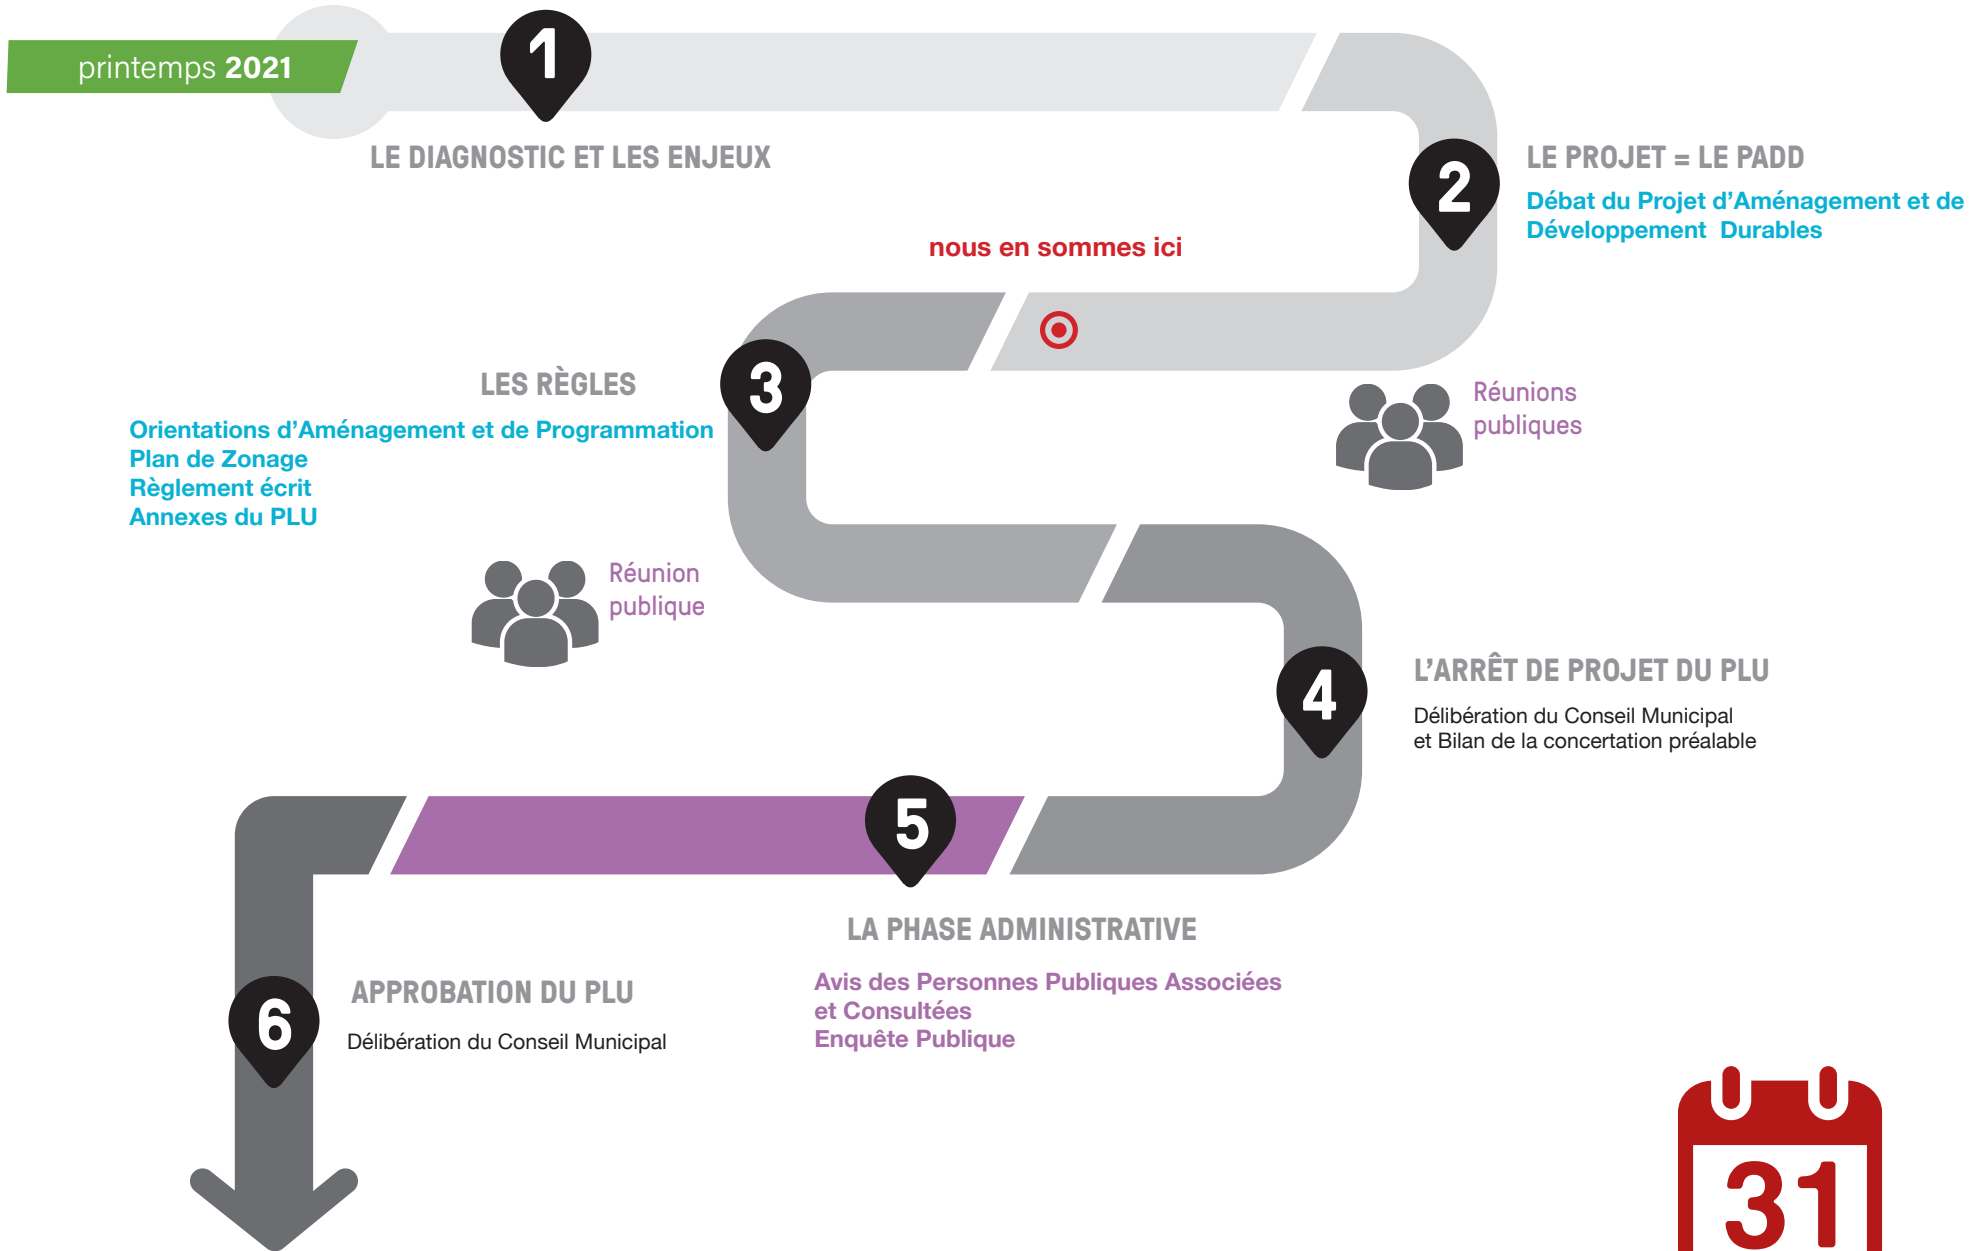 printemps 2021
1
LE DIAGNOSTIC ET LES ENJEUX
2
LE PROJET = LE PADD
Débat du Projet d'Aménagement et de
Développement Durables
nous en sommes ici
3
LES RÈGLES
Orientations d'Aménagement et de Programmation
Plan de Zonage
Règlement écrit
Annexes du PLU
Réunions
publiques
Réunion
publique
4
L'ARRÊT DE PROJET DU PLU
Délibération du Conseil Municipal
et Bilan de la concertation préalable
5
LA PHASE ADMINISTRATIVE
Avis des Personnes Publiques Associées
et Consultées
Enquête Publique
6
APPROBATION DU PLU
Délibération du Conseil Municipal
31